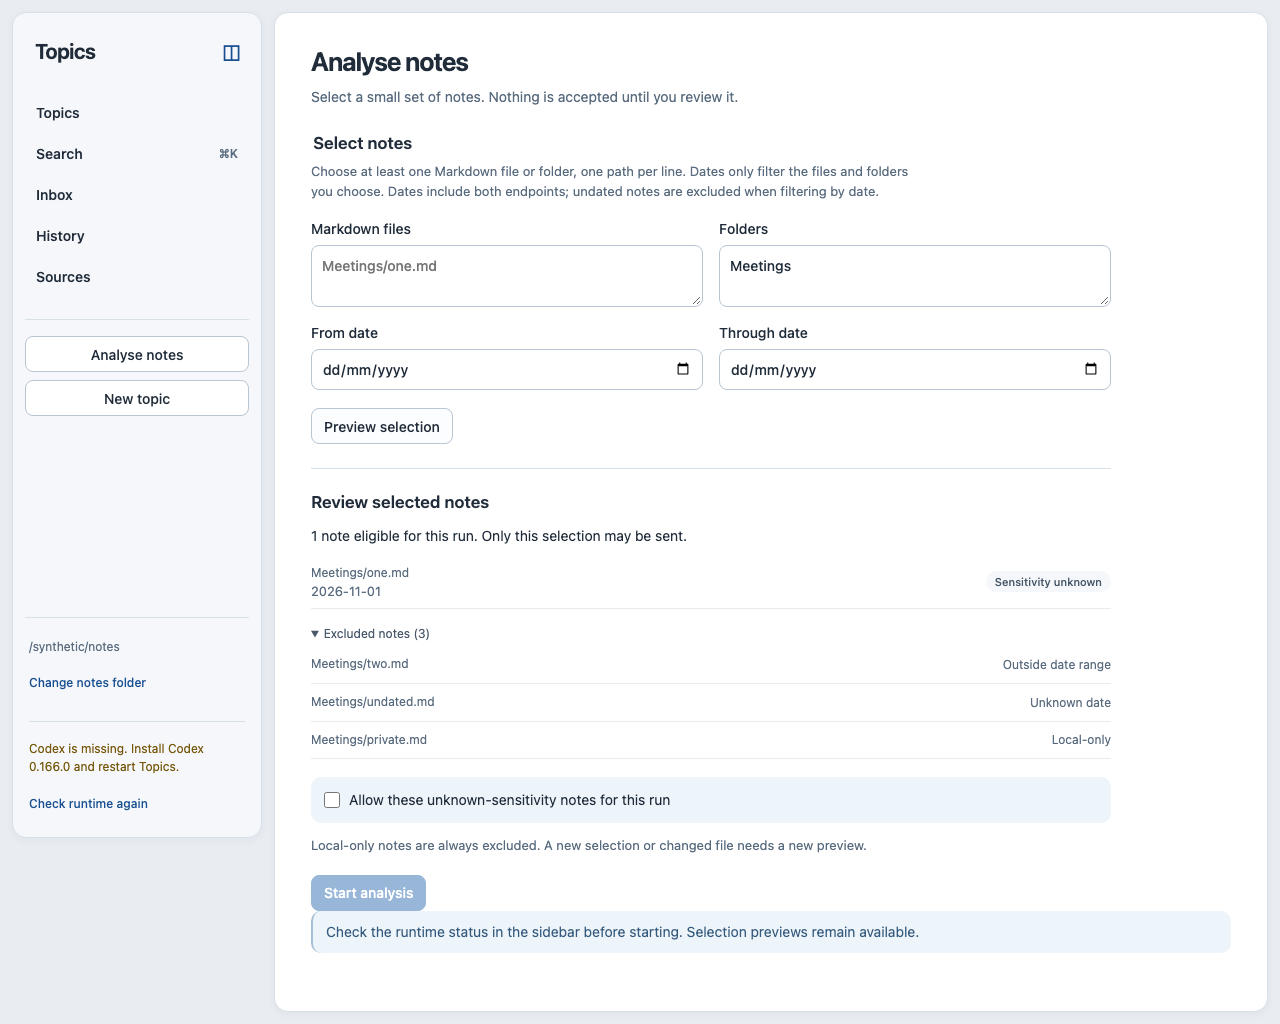 Topics
Topics
Search ⌘K
Inbox
History
Sources
Analyse notes
New topic
/synthetic/notes
Change notes folder
Codex is missing. Install Codex
0.166.0 and restart Topics.
Check runtime again
Analyse notes
Select a small set of notes. Nothing is accepted until you review it.
Select notes
Choose at least one Markdown file or folder, one path per line. Dates only filter the files and folders
you choose. Dates include both endpoints; undated notes are excluded when filtering by date.
Markdown files
Meetings/one.md
Folders
Meetings
From date
dd/mm/yyyy
Through date
dd/mm/yyyy
Preview selection
Review selected notes
1 note eligible for this run. Only this selection may be sent.
Meetings/one.md
2026-11-01
Sensitivity unknown
Excluded notes (3)
Meetings/two.md
Outside date range
Meetings/undated.md
Unknown date
Meetings/private.md
Local-only
Allow these unknown-sensitivity notes for this run
Local-only notes are always excluded. A new selection or changed file needs a new preview.
Start analysis
Check the runtime status in the sidebar before starting. Selection previews remain available.